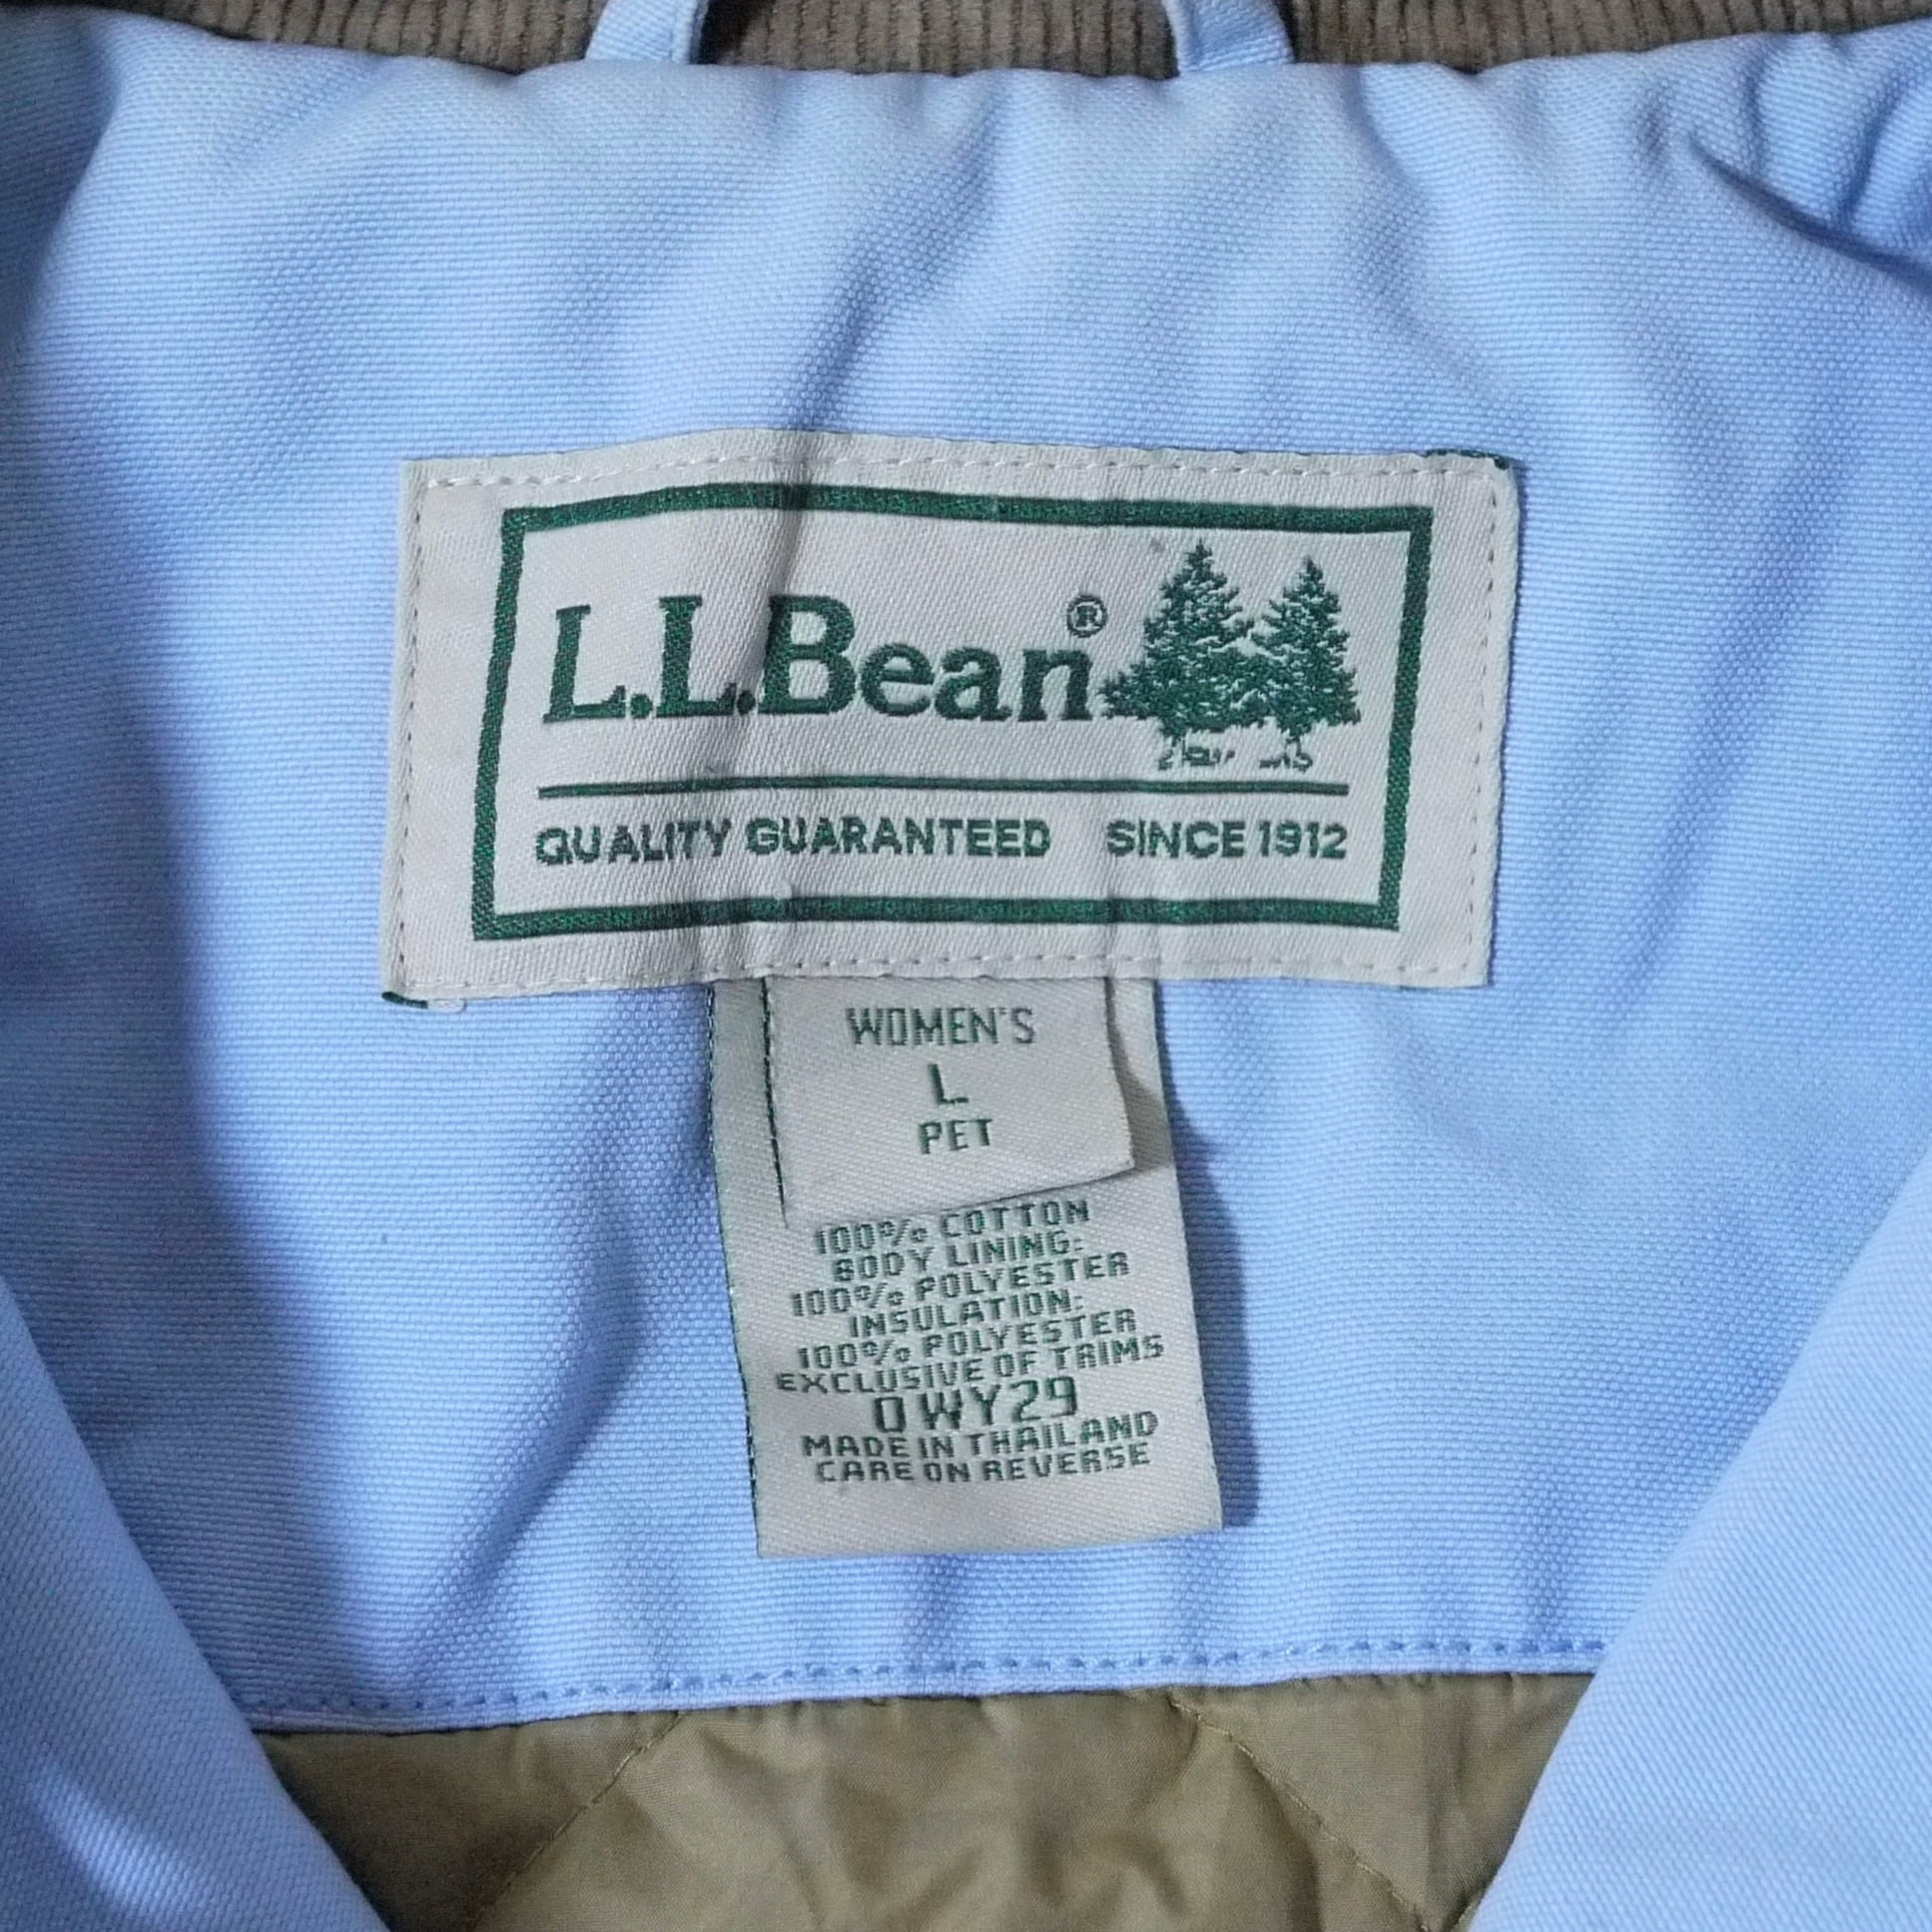 L.L.Bean®
QUALITY GUARANTEED SINCE 1912
WOMEN'S
L
PET
100% COTTON
BODY LINING:
100% POLYESTER
INSULATION:
100% POLYESTER
EXCLUSIVE OF TRIMS
0WY29
MADE IN THAILAND
CARE ON REVERSE